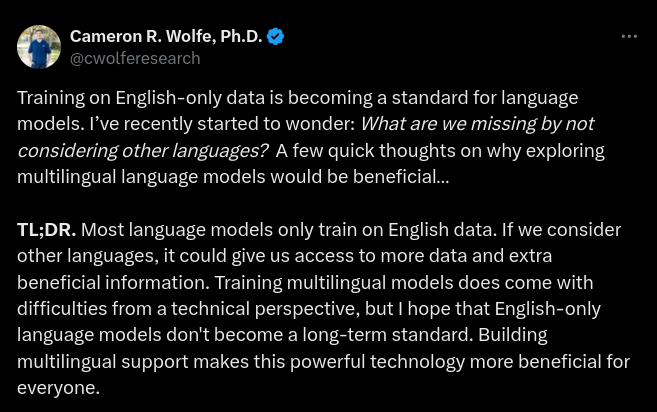 Cameron R. Wolfe, Ph.D.
@cwolferesearch
Training on English-only data is becoming a standard for language
models. I’ve recently started to wonder: What are we missing by not
considering other languages? A few quick thoughts on why exploring
multilingual language models would be beneficial…
TL;DR. Most language models only train on English data. If we consider
other languages, it could give us access to more data and extra
beneficial information. Training multilingual models does come with
difficulties from a technical perspective, but I hope that English-only
language models don't become a long-term standard. Building
multilingual support makes this powerful technology more beneficial for
everyone.